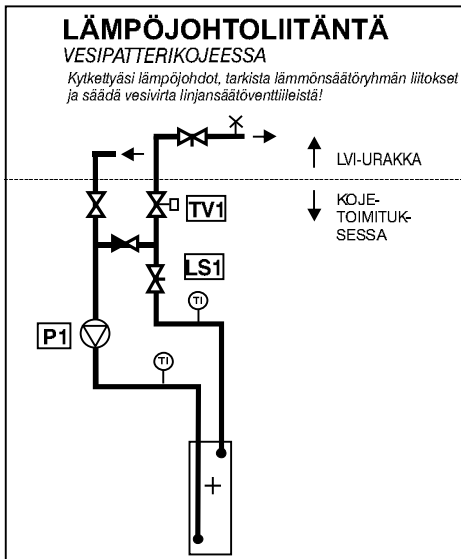 LÄMPÖJOHTOLIITÄNTÄ
VESIPATTERIKOJEESSA
Kytkettyäsi lämpöjohdot, tarkista lämmönsäätöryhmän liitokset
ja säädä vesivirta linjansäätöventtiileistä!
LVI-URAKKA
KOJE-
TOIMITUK-
SESSA
TV1
LS1
TI
P1
TI
+